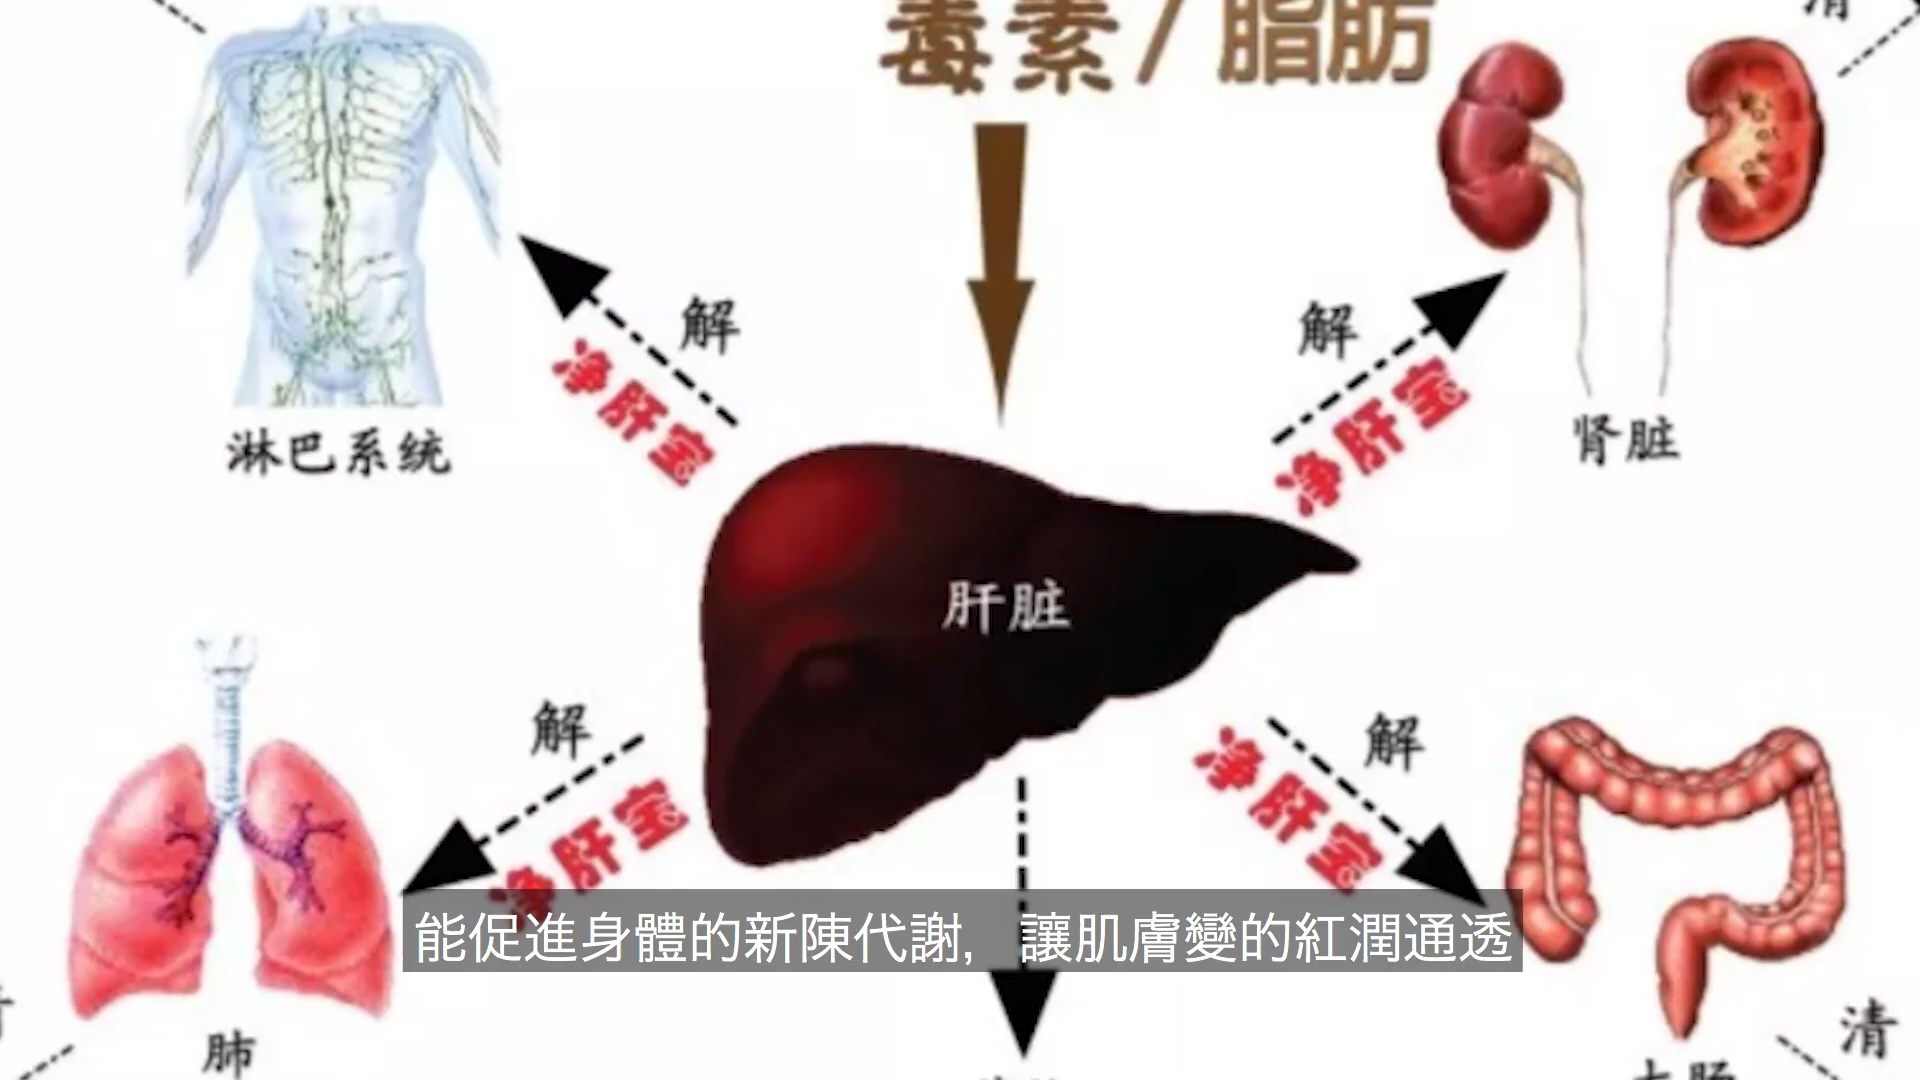 毒素/脂肪
清
解
净肝宝
解
净肝宝
淋巴系统
肾脏
肝脏
解
净肝宝
解
净肝宝
能促進身體的新陳代謝, 讓肌膚變的紅潤通透
肺
清
大肠